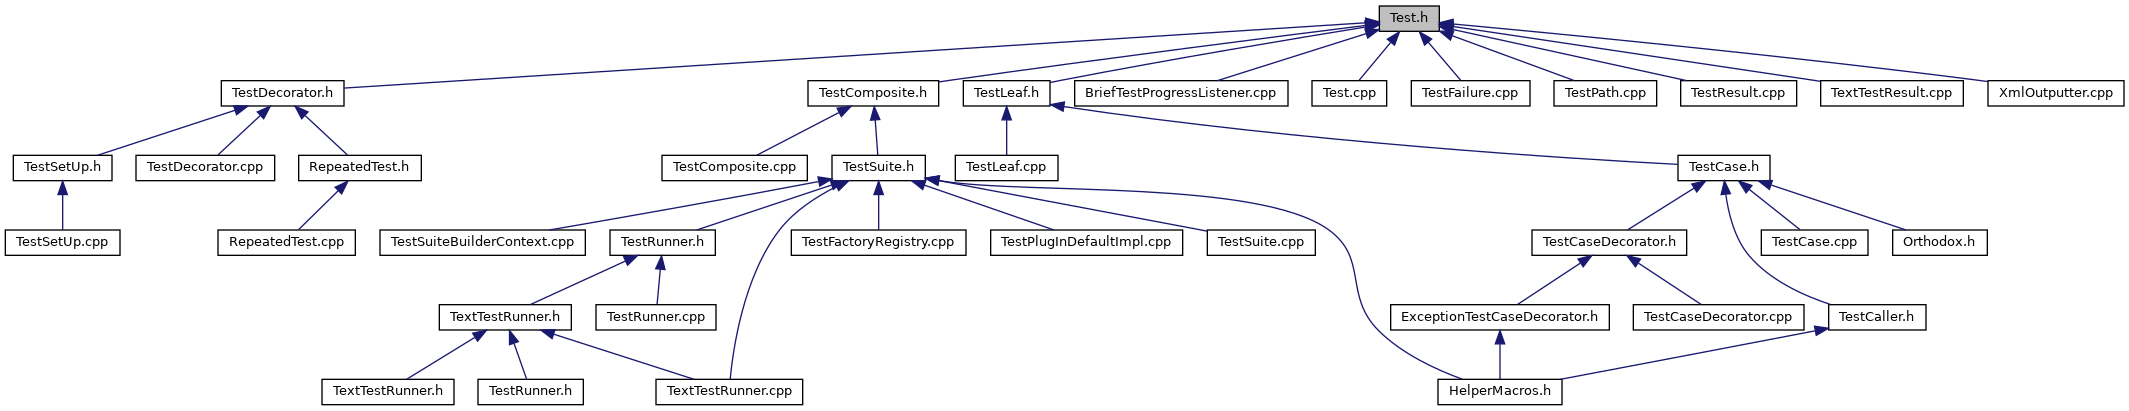 Test.h
TestDecorator.h
TestComposite.h
TestLeaf.h
BriefTestProgressListener.cpp
Test.cpp
TestFailure.cpp
TestPath.cpp
TestResult.cpp
TextTestResult.cpp
XmlOutputter.cpp
TestSetUp.h
TestDecorator.cpp
RepeatedTest.h
TestComposite.cpp
TestSuite.h
TestLeaf.cpp
TestCase.h
TestSetUp.cpp
RepeatedTest.cpp
TestSuiteBuilderContext.cpp
TestRunner.h
TestFactoryRegistry.cpp
TestPlugInDefaultImpl.cpp
TestSuite.cpp
TestCaseDecorator.h
TestCase.cpp
Orthodox.h
TextTestRunner.h
TestRunner.cpp
ExceptionTestCaseDecorator.h
TestCaseDecorator.cpp
TestCaller.h
TextTestRunner.h
TestRunner.h
TextTestRunner.cpp
HelperMacros.h